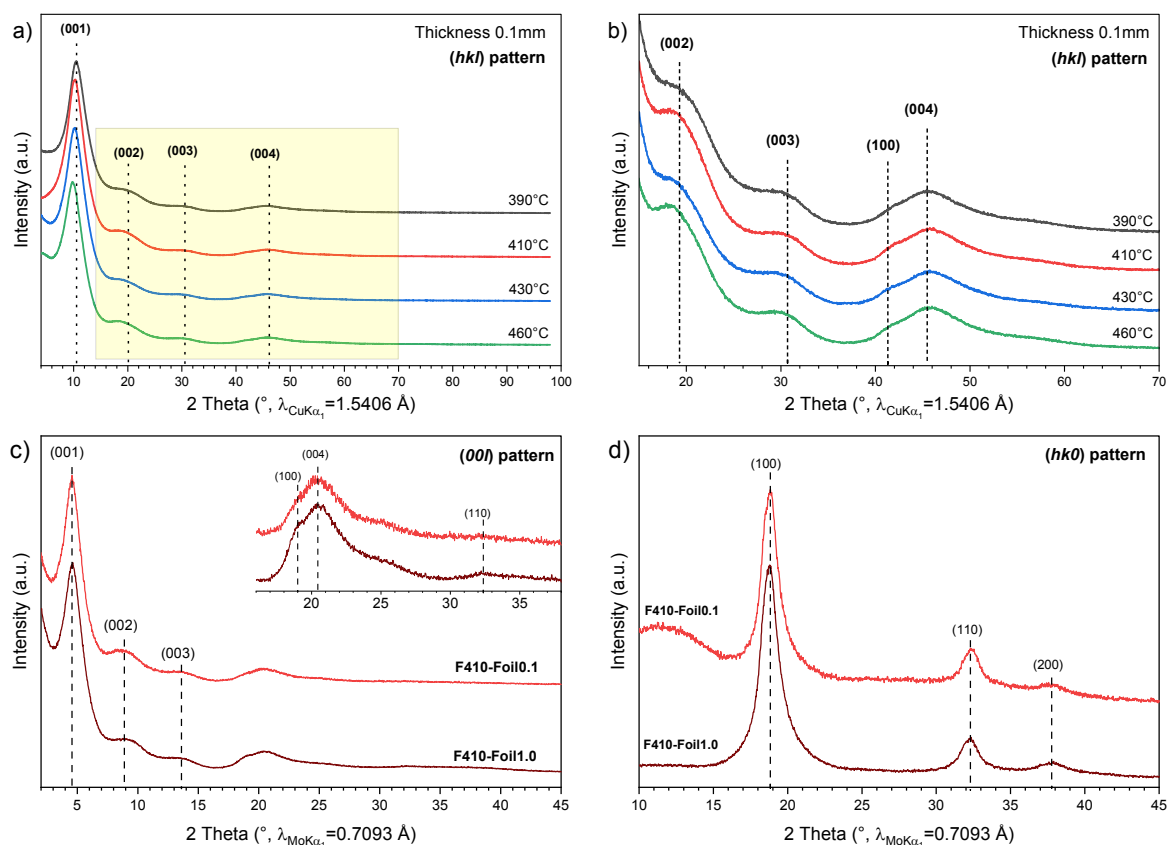 a)
(001)
Thickness 0.1mm
(hkl) pattern
(002)
(003)
(004)
390°C
410°C
430°C
460°C
Intensity (a.u.)
10 20 30 40 50 60 70 80 90 100
2 Theta (°, λCuKα1=1.5406 Å)
b)
Thickness 0.1mm
(hkl) pattern
(002)
(003)
(100)
(004)
390°C
410°C
430°C
460°C
Intensity (a.u.)
20 30 40 50 60 70
2 Theta (°, λCuKα1=1.5406 Å)
c)
(001)
(00l) pattern
(004)
(100)
(110)
20 25 30 35
(002)
(003)
F410-Foil0.1
F410-Foil1.0
Intensity (a.u.)
5 10 15 20 25 30 35 40 45
2 Theta (°, λMoKα1=0.7093 Å)
d)
(100)
(hk0) pattern
F410-Foil0.1
(110)
(200)
F410-Foil1.0
Intensity (a.u.)
10 15 20 25 30 35 40 45
2 Theta (°, λMoKα1=0.7093 Å)